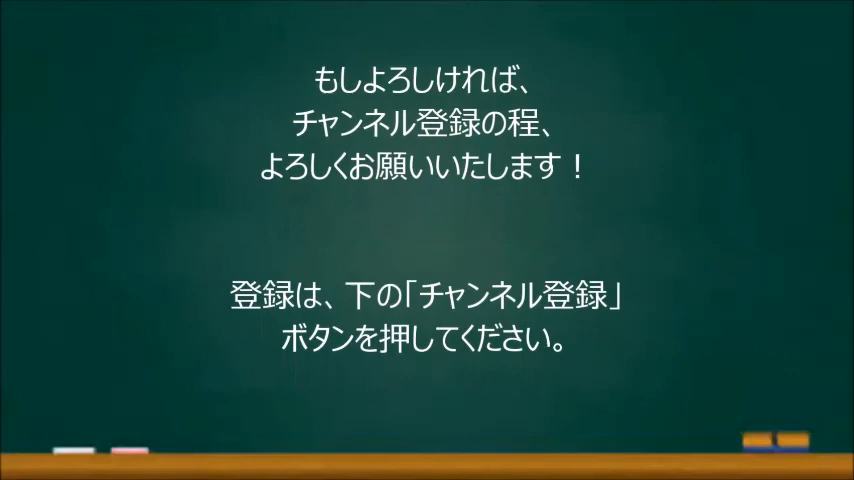 もしよろしければ、
チャンネル登録の程、
よろしくお願いいたします！
登録は、下の「チャンネル登録」
ボタンを押してください。